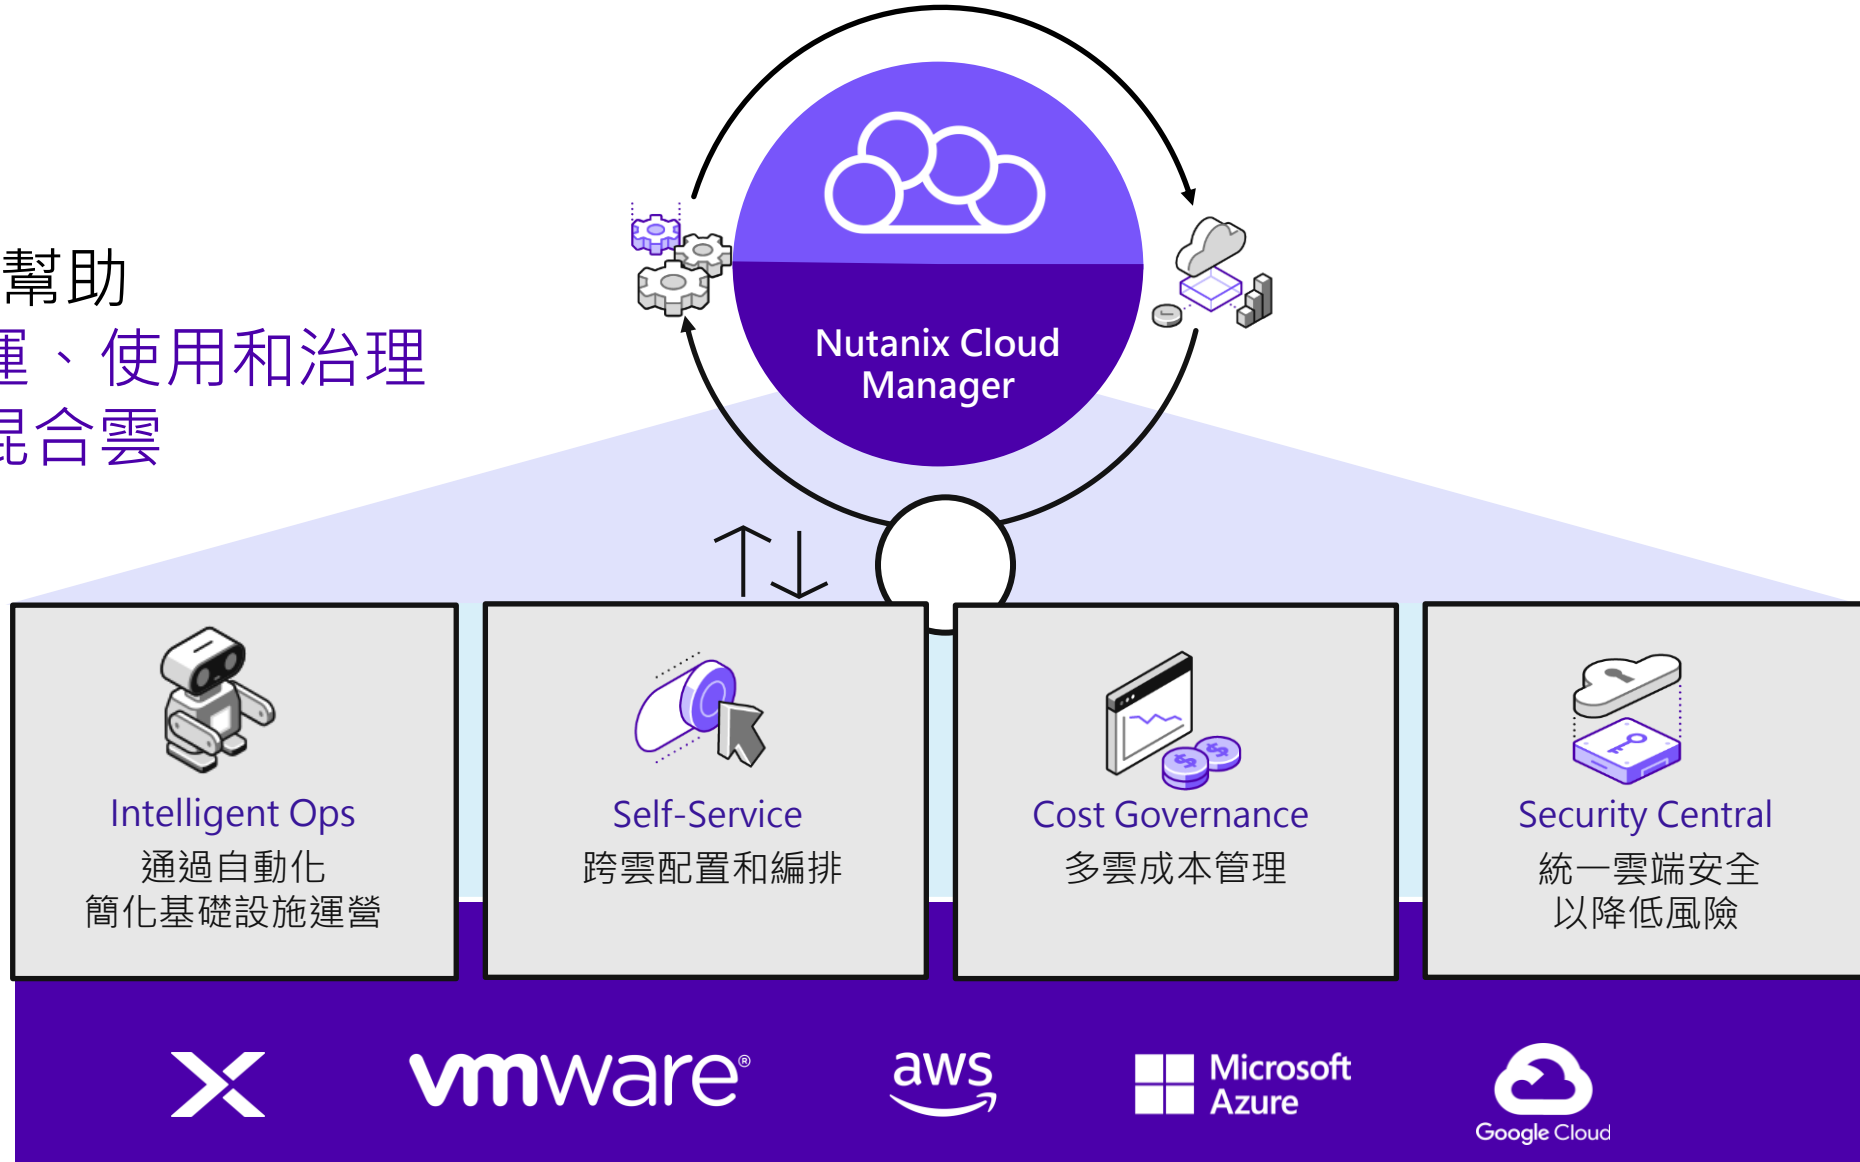 幫助
運、使用和治理
混合雲
Nutanix Cloud
Manager
Intelligent Ops
通過自動化
簡化基礎設施運營
Self-Service
跨雲配置和編排
Cost Governance
多雲成本管理
Security Central
統一雲端安全
以降低風險
vmware®
aws
Microsoft
Azure
Google Cloud